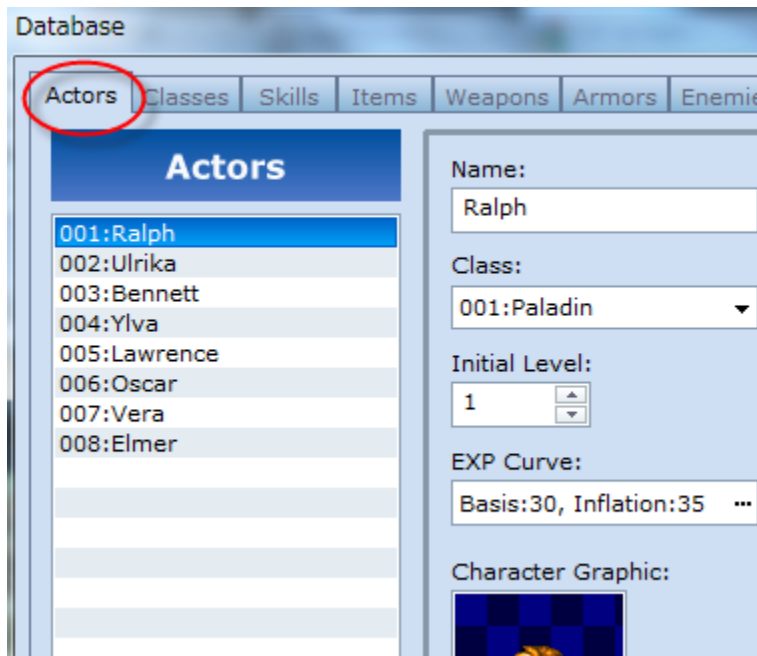 Database
Actors Classes Skills Items Weapons Armors
Actors
001:Ralph
002:Ulrika
003:Bennett
004:Ylva
005:Lawrence
006:Oscar
007:Vera
008:Elmer
Name:
Ralph
Class:
001:Paladin
Initial Level:
1
EXP Curve:
Basis:30, Inflation:35 ...
Character Graphic: